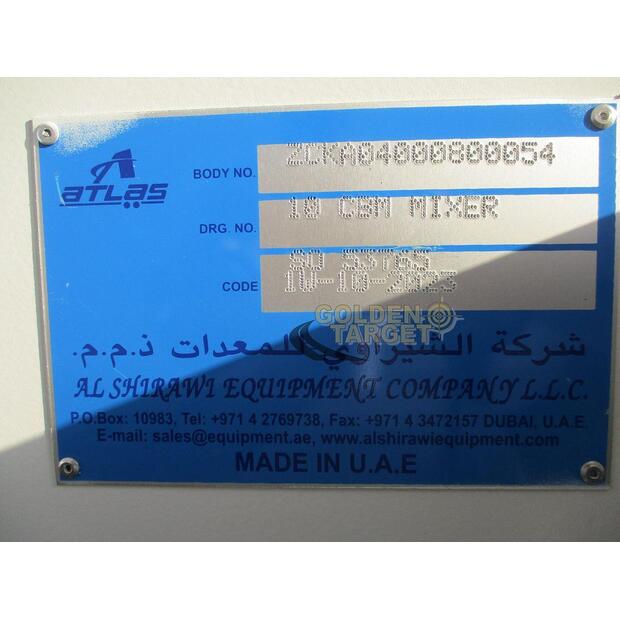 ATLAS
BODY NO. ZCKA04000800054
DRG. NO. 10 CBM MIXER
CODE
10-10-2023
GOLDEN
TARGET
شركة الشيراوي للمعدات ذ.م.م.
AL SHIRAWI EQUIPMENT COMPANY L.L.C.
P.O.Box: 10983, Tel: +971 4 2769738, Fax: +971 4 3472157 DUBAI, U.A.E.
E-mail: sales@equipment.ae, www.alshirawiequipment.com
MADE IN U.A.E